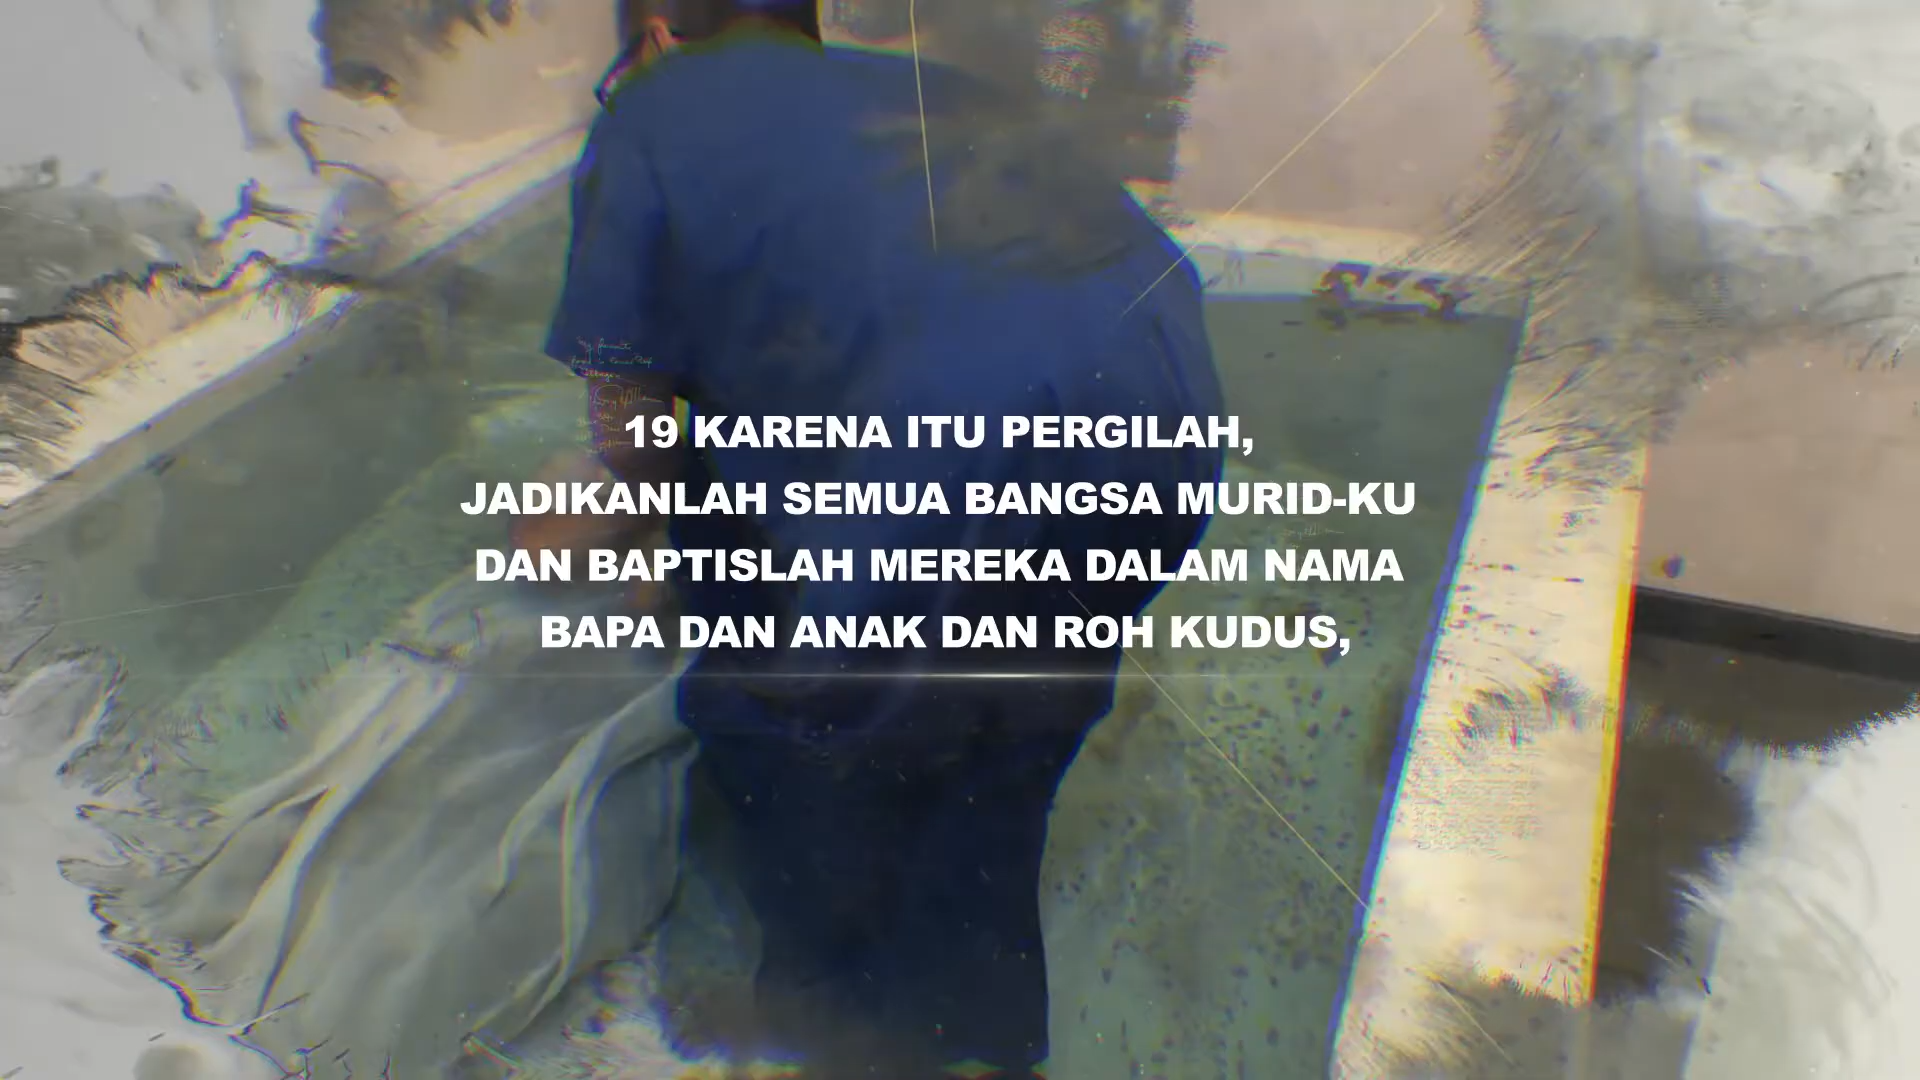 19 KARENA ITU PERGILAH,
JADIKANLAH SEMUA BANGSA MURID-KU
DAN BAPTISLAH MEREKA DALAM NAMA
BAPA DAN ANAK DAN ROH KUDUS,